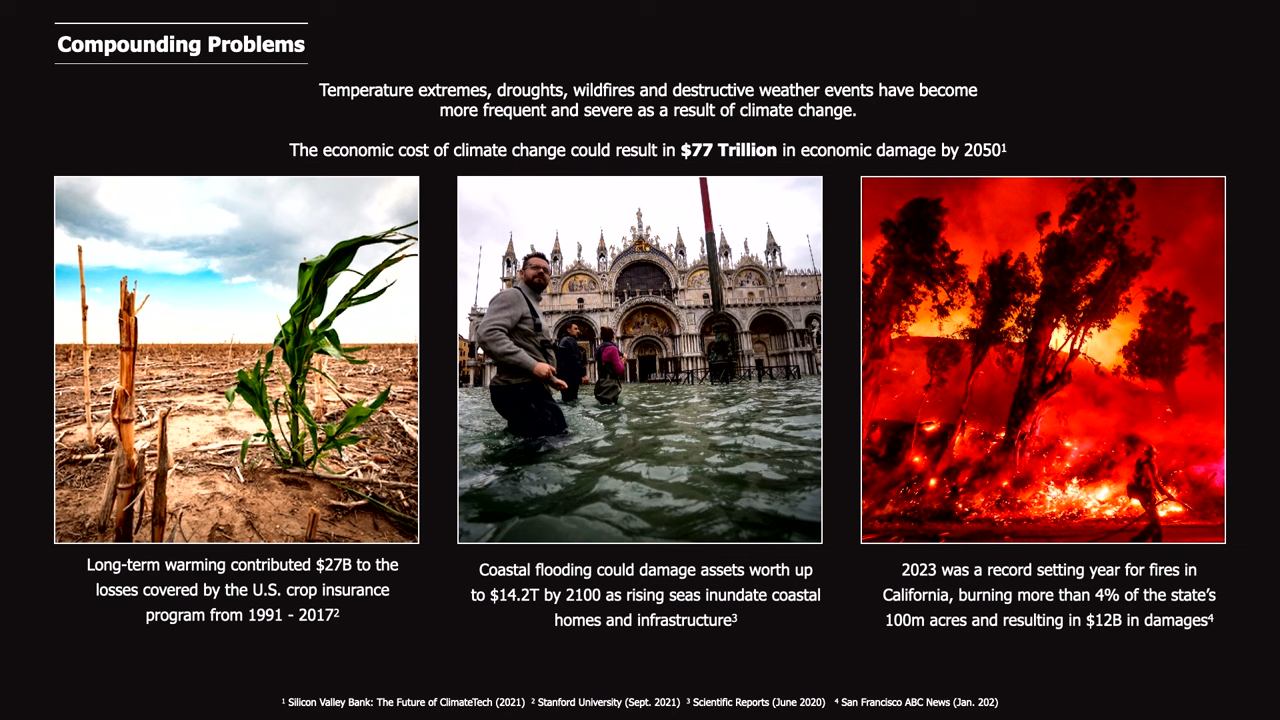 Compounding Problems
Temperature extremes, droughts, wildfires and destructive weather events have become
more frequent and severe as a result of climate change.
The economic cost of climate change could result in $77 Trillion in economic damage by 2050¹
Long-term warming contributed $27B to the
losses covered by the U.S. crop insurance
program from 1991 - 2017²
Coastal flooding could damage assets worth up
to $14.2T by 2100 as rising seas inundate coastal
homes and infrastructure³
2023 was a record setting year for fires in
California, burning more than 4% of the state’s
100m acres and resulting in $12B in damages⁴
¹ Silicon Valley Bank: The Future of ClimateTech (2021) ² Stanford University (Sept. 2021) ³ Scientific Reports (June 2020) ⁴ San Francisco ABC News (Jan. 202)